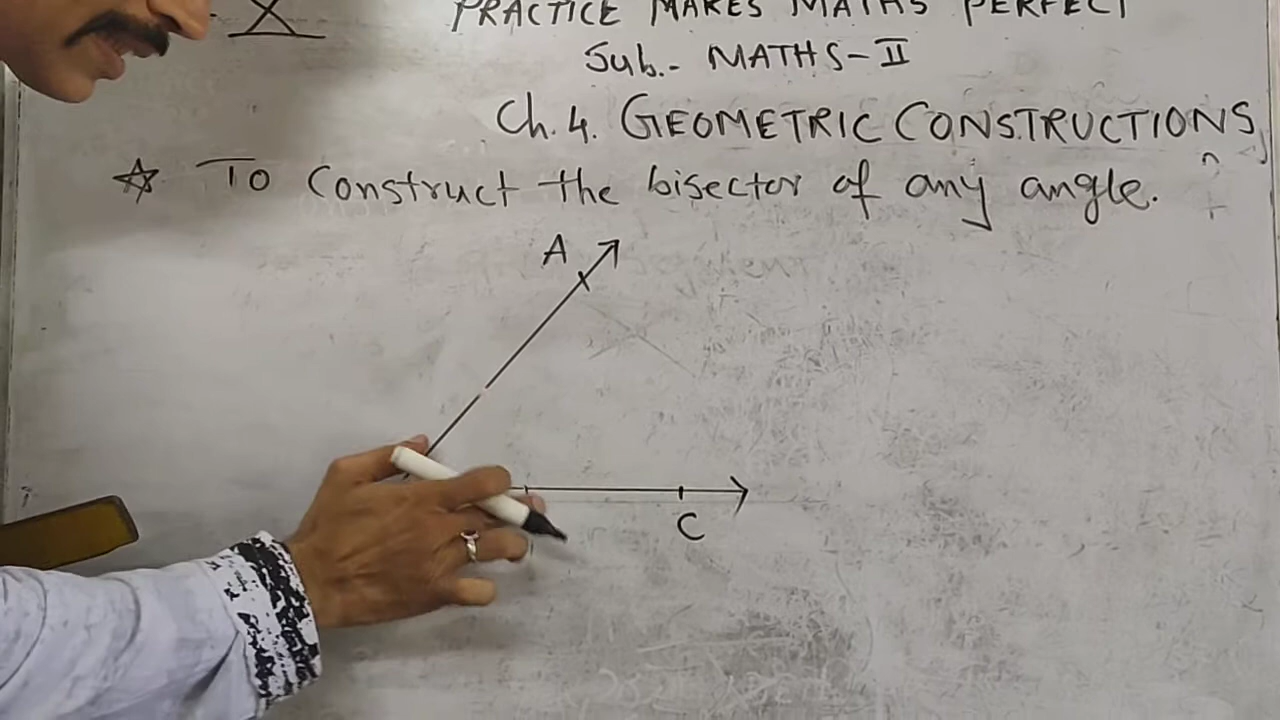 X
PRACTICE MAKES MATHS PERFECT
Sub.- MATHS-II
Ch.4. GEOMETRIC CONSTRUCTIONS
☆ To construct the bisector of any angle.
A
C